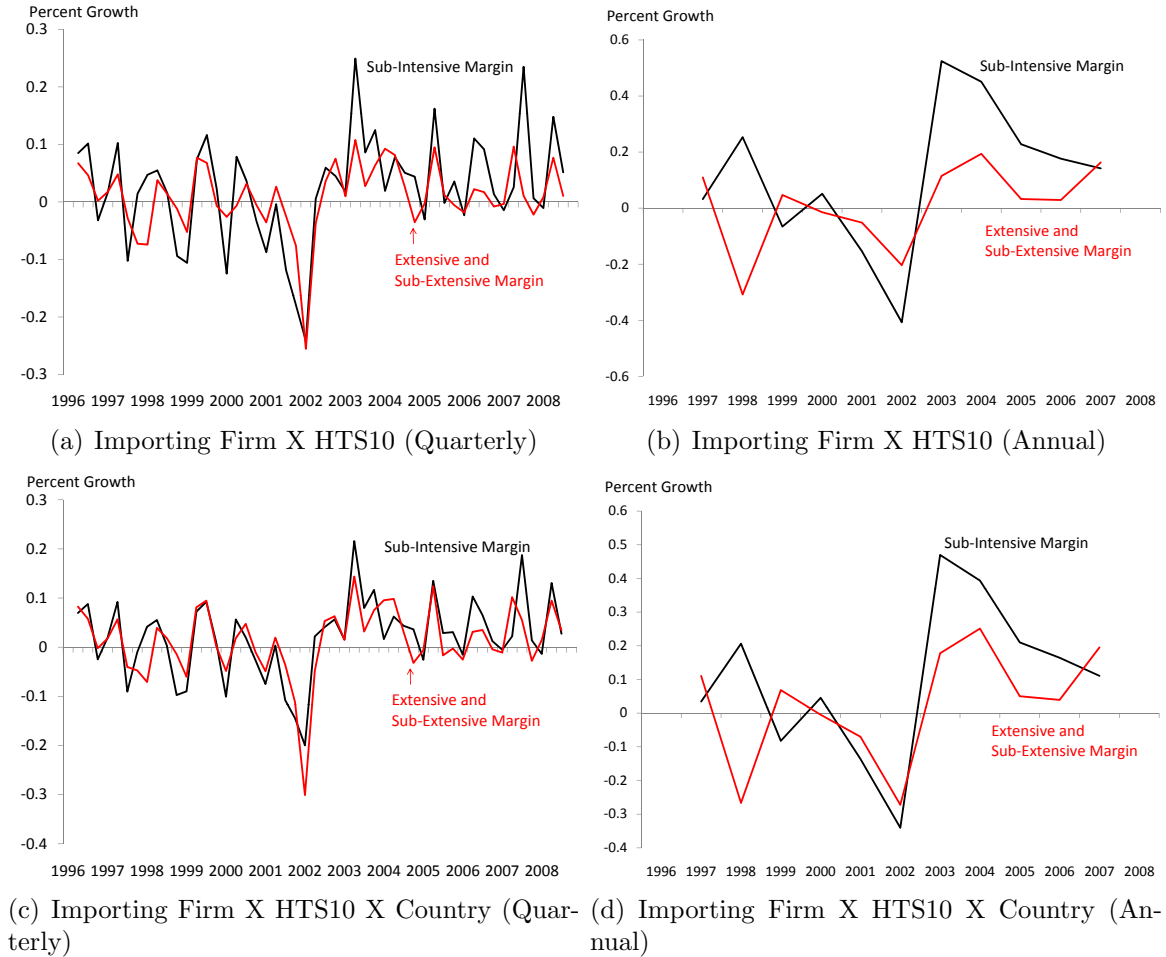 Percent Growth
0.3
0.2
0.1
0
-0.1
-0.2
-0.3
Sub-Intensive Margin
Extensive and
Sub-Extensive Margin
1996 1997 1998 1999 2000 2001 2002 2003 2004 2005 2006 2007 2008
(a) Importing Firm X HTS10 (Quarterly)
Percent Growth
0.6
0.4
0.2
0
-0.2
-0.4
-0.6
Sub-Intensive Margin
Extensive and
Sub-Extensive Margin
1996 1997 1998 1999 2000 2001 2002 2003 2004 2005 2006 2007 2008
(b) Importing Firm X HTS10 (Annual)
Percent Growth
0.3
0.2
0.1
0
-0.1
-0.2
-0.3
-0.4
Sub-Intensive Margin
Extensive and
Sub-Extensive Margin
1996 1997 1998 1999 2000 2001 2002 2003 2004 2005 2006 2007 2008
(c) Importing Firm X HTS10 X Country (Quar-
terly)
Percent Growth
0.6
0.5
0.4
0.3
0.2
0.1
0
-0.1
-0.2
-0.3
-0.4
Sub-Intensive Margin
Extensive and
Sub-Extensive Margin
1996 1997 1998 1999 2000 2001 2002 2003 2004 2005 2006 2007 2008
(d) Importing Firm X HTS10 X Country (An-
nual)